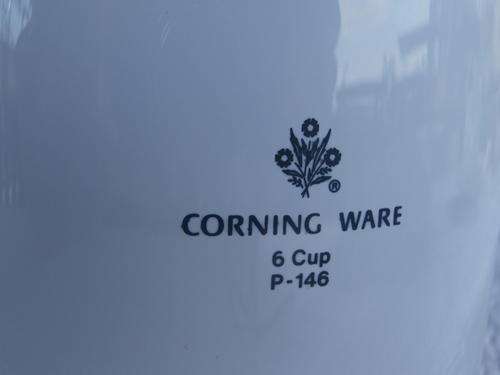 ®
CORNING WARE
6 Cup
P-146